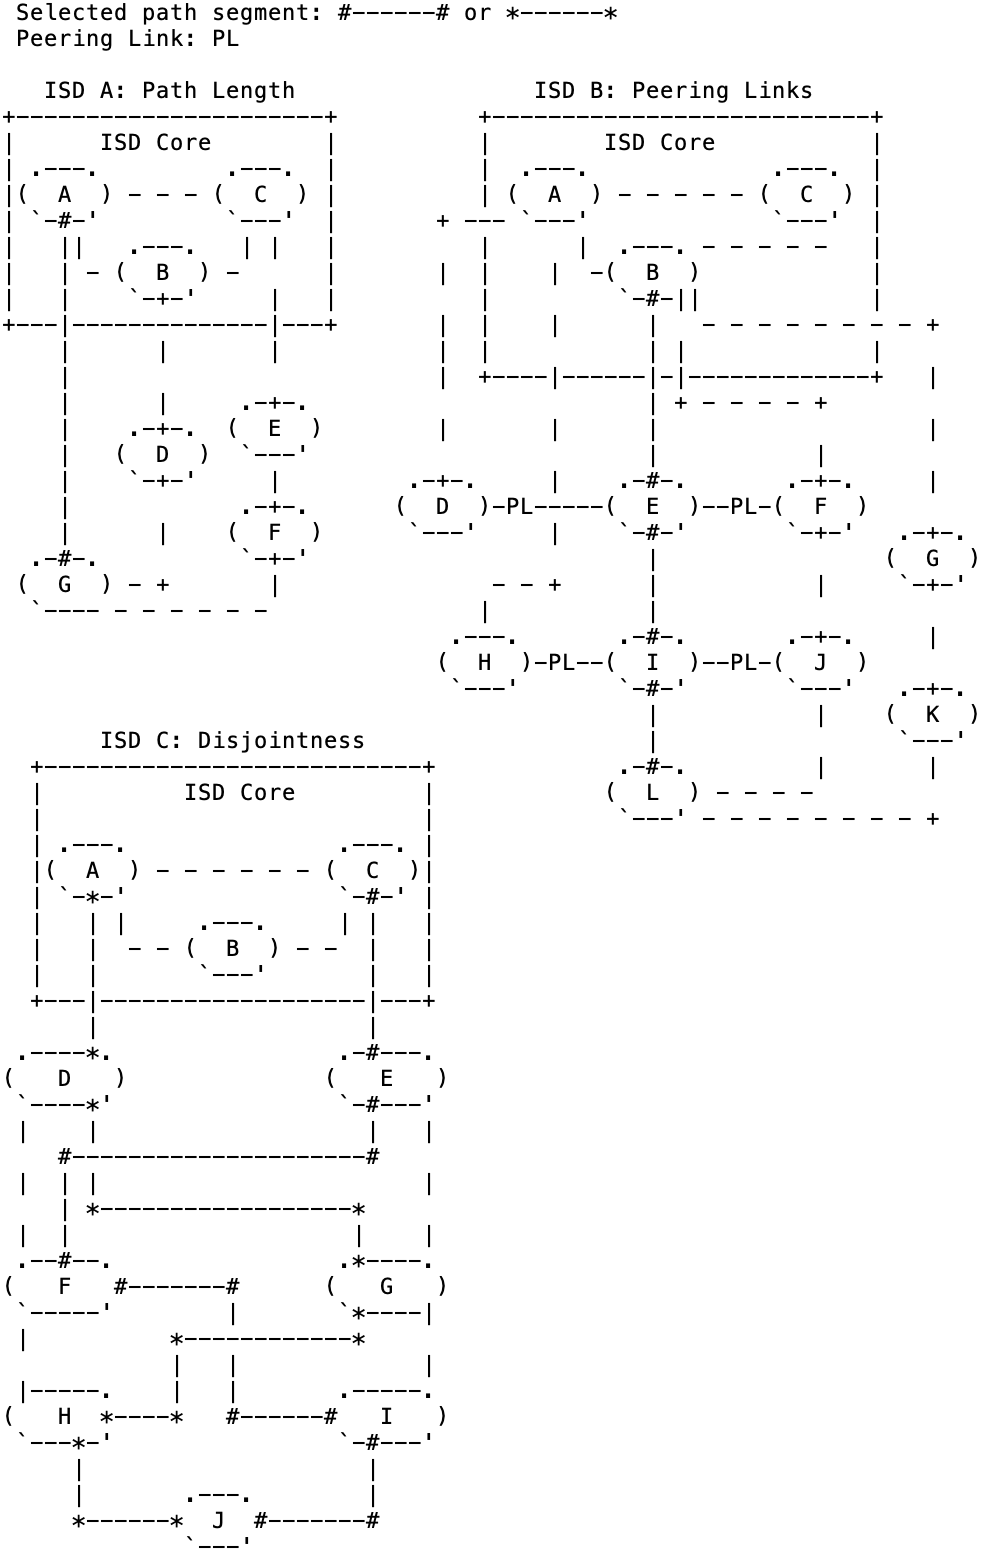 Selected path segment: #------# or *------*
Peering Link: PL
ISD A: Path Length
ISD Core
A
C
B
E
D
F
G
ISD B: Peering Links
ISD Core
A
C
B
D
PL
E
PL
F
G
H
PL
I
PL
J
K
L
ISD C: Disjointness
ISD Core
A
C
B
D
E
F
G
H
I
J